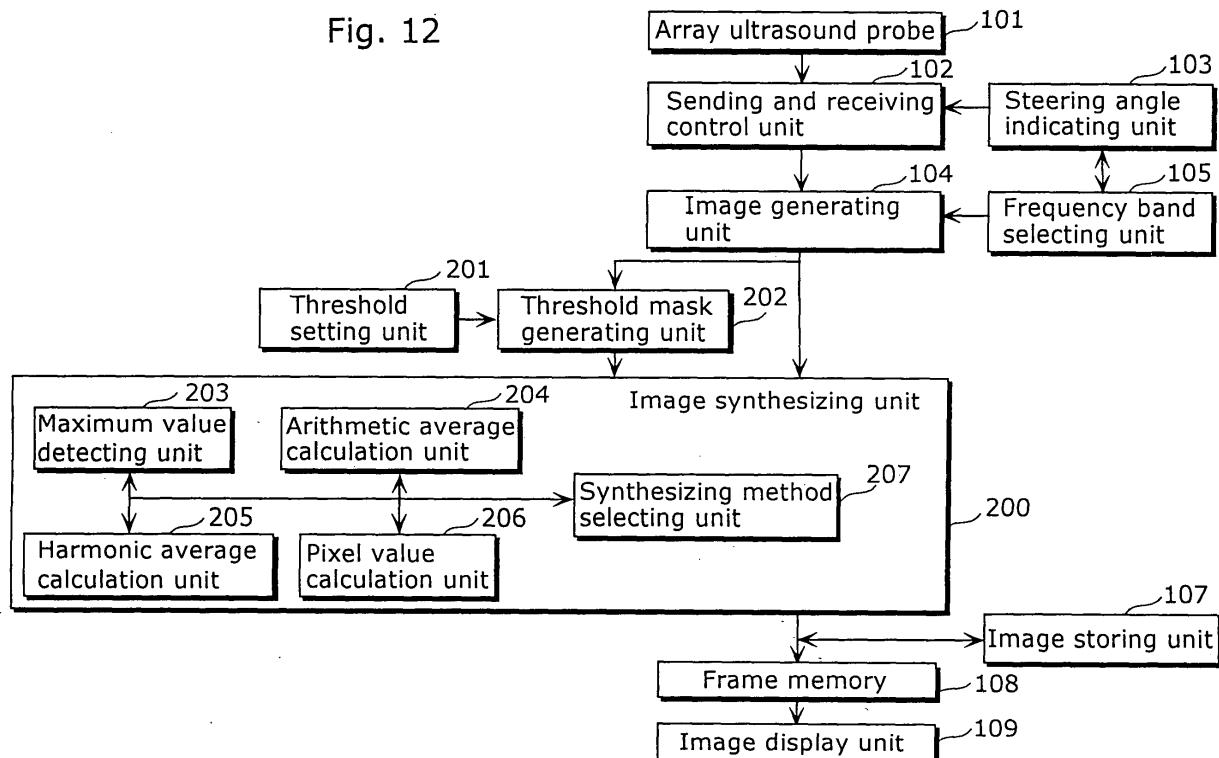 Fig. 12
Array ultrasound probe
101
102
Sending and receiving
control unit
103
Steering angle
indicating unit
104
Image generating
unit
105
Frequency band
selecting unit
201
Threshold
setting unit
Threshold mask
generating unit
202
Image synthesizing unit
203
Maximum value
detecting unit
204
Arithmetic average
calculation unit
Synthesizing method
selecting unit
207
200
205
Harmonic average
calculation unit
206
Pixel value
calculation unit
107
Image storing unit
Frame memory
108
Image display unit
109